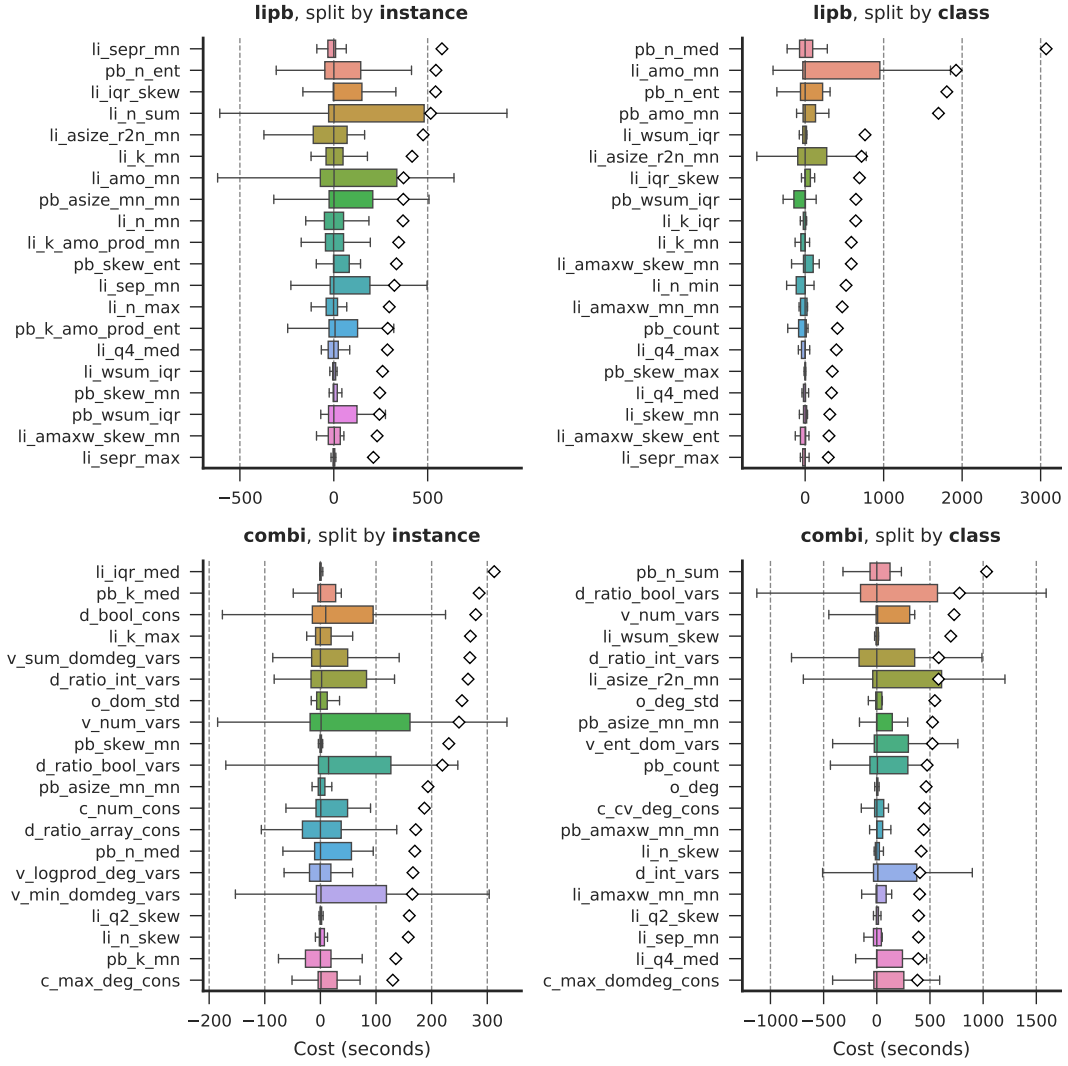 lipb, split by instance
li_sepr_mn
pb_n_ent
li_iqr_skew
li_n_sum
li_asize_r2n_mn
li_k_mn
li_amo_mn
pb_asize_mn_mn
li_n_mn
li_k_amo_prod_mn
pb_skew_ent
li_sep_mn
li_n_max
pb_k_amo_prod_ent
li_q4_med
li_wsum_iqr
pb_skew_mn
pb_wsum_iqr
li_amaxw_skew_mn
li_sepr_max
−500 0 500
lipb, split by class
pb_n_med
li_amo_mn
pb_n_ent
pb_amo_mn
li_wsum_iqr
li_asize_r2n_mn
li_iqr_skew
pb_wsum_iqr
li_k_iqr
li_k_mn
li_amaxw_skew_mn
li_n_min
li_amaxw_mn_mn
pb_count
li_q4_max
pb_skew_max
li_q4_med
li_skew_mn
li_amaxw_skew_ent
li_sepr_max
0 1000 2000 3000
combi, split by instance
li_iqr_med
pb_k_med
d_bool_cons
li_k_max
v_sum_domdeg_vars
d_ratio_int_vars
o_dom_std
v_num_vars
pb_skew_mn
d_ratio_bool_vars
pb_asize_mn_mn
c_num_cons
d_ratio_array_cons
pb_n_med
v_logprod_deg_vars
v_min_domdeg_vars
li_q2_skew
li_n_skew
pb_k_mn
c_max_deg_cons
−200 −100 0 100 200 300
Cost (seconds)
combi, split by class
pb_n_sum
d_ratio_bool_vars
v_num_vars
li_wsum_skew
d_ratio_int_vars
li_asize_r2n_mn
o_deg_std
pb_asize_mn_mn
v_ent_dom_vars
pb_count
o_deg
c_cv_deg_cons
pb_amaxw_mn_mn
li_n_skew
d_int_vars
li_amaxw_mn_mn
li_q2_skew
li_sep_mn
li_q4_med
c_max_domdeg_cons
−1000 −500 0 500 1000 1500
Cost (seconds)